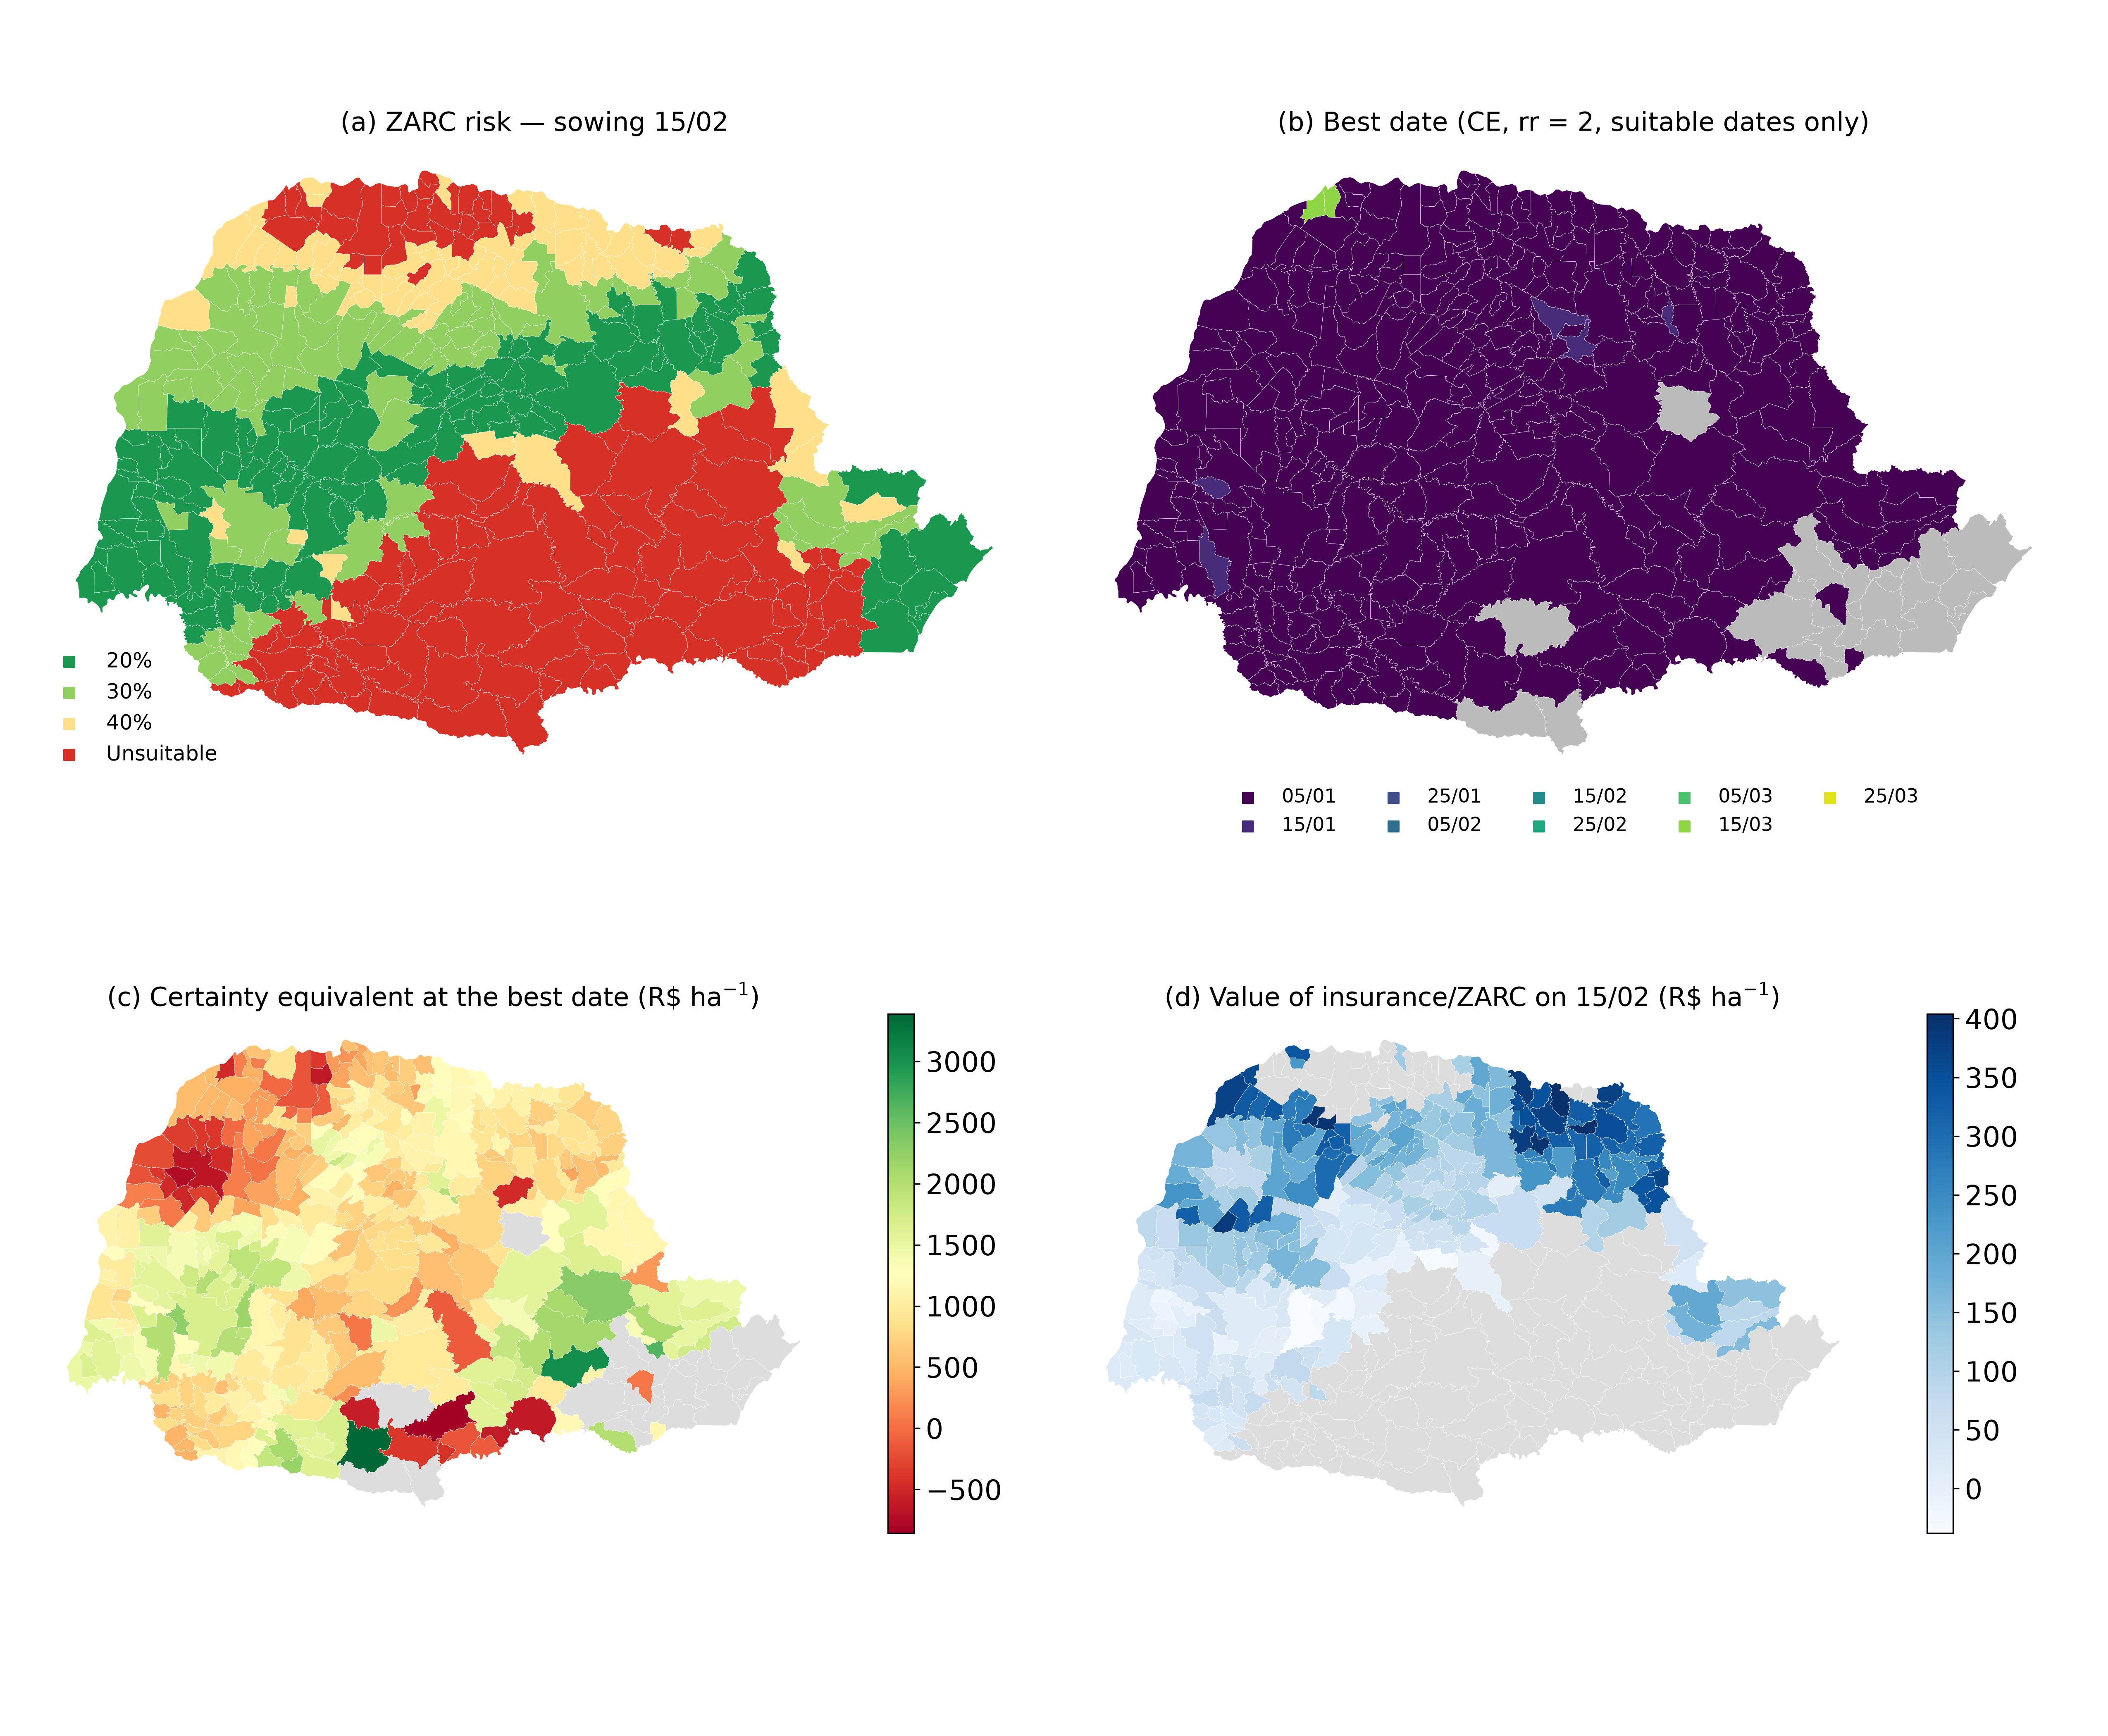 (a) ZARC risk — sowing 15/02
20%
30%
40%
Unsuitable
(b) Best date (CE, rr = 2, suitable dates only)
05/01 25/01 15/02 05/03 25/03
15/01 05/02 25/02 15/03
(c) Certainty equivalent at the best date (R$ ha⁻¹)
3000
2500
2000
1500
1000
500
0
−500
(d) Value of insurance/ZARC on 15/02 (R$ ha⁻¹)
400
350
300
250
200
150
100
50
0